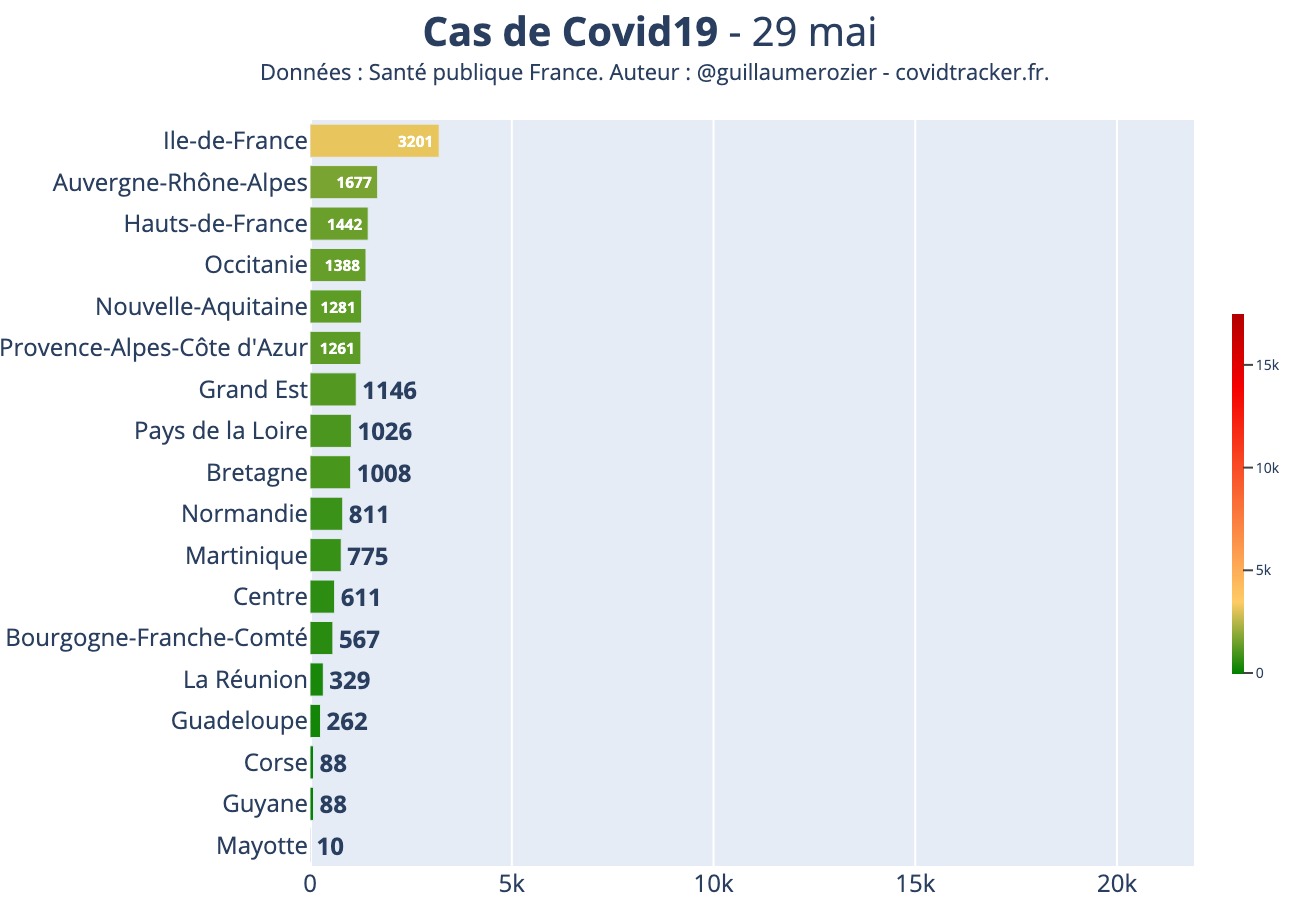 Cas de Covid19 - 29 mai
Données : Santé publique France. Auteur : @guillaumerozier - covidtracker.fr.
Ile-de-France 3201
Auvergne-Rhône-Alpes 1677
Hauts-de-France 1442
Occitanie 1388
Nouvelle-Aquitaine 1281
Provence-Alpes-Côte d'Azur 1261
Grand Est 1146
Pays de la Loire 1026
Bretagne 1008
Normandie 811
Martinique 775
Centre 611
Bourgogne-Franche-Comté 567
La Réunion 329
Guadeloupe 262
Corse 88
Guyane 88
Mayotte 10
0 5k 10k 15k 20k
15k
10k
5k
0